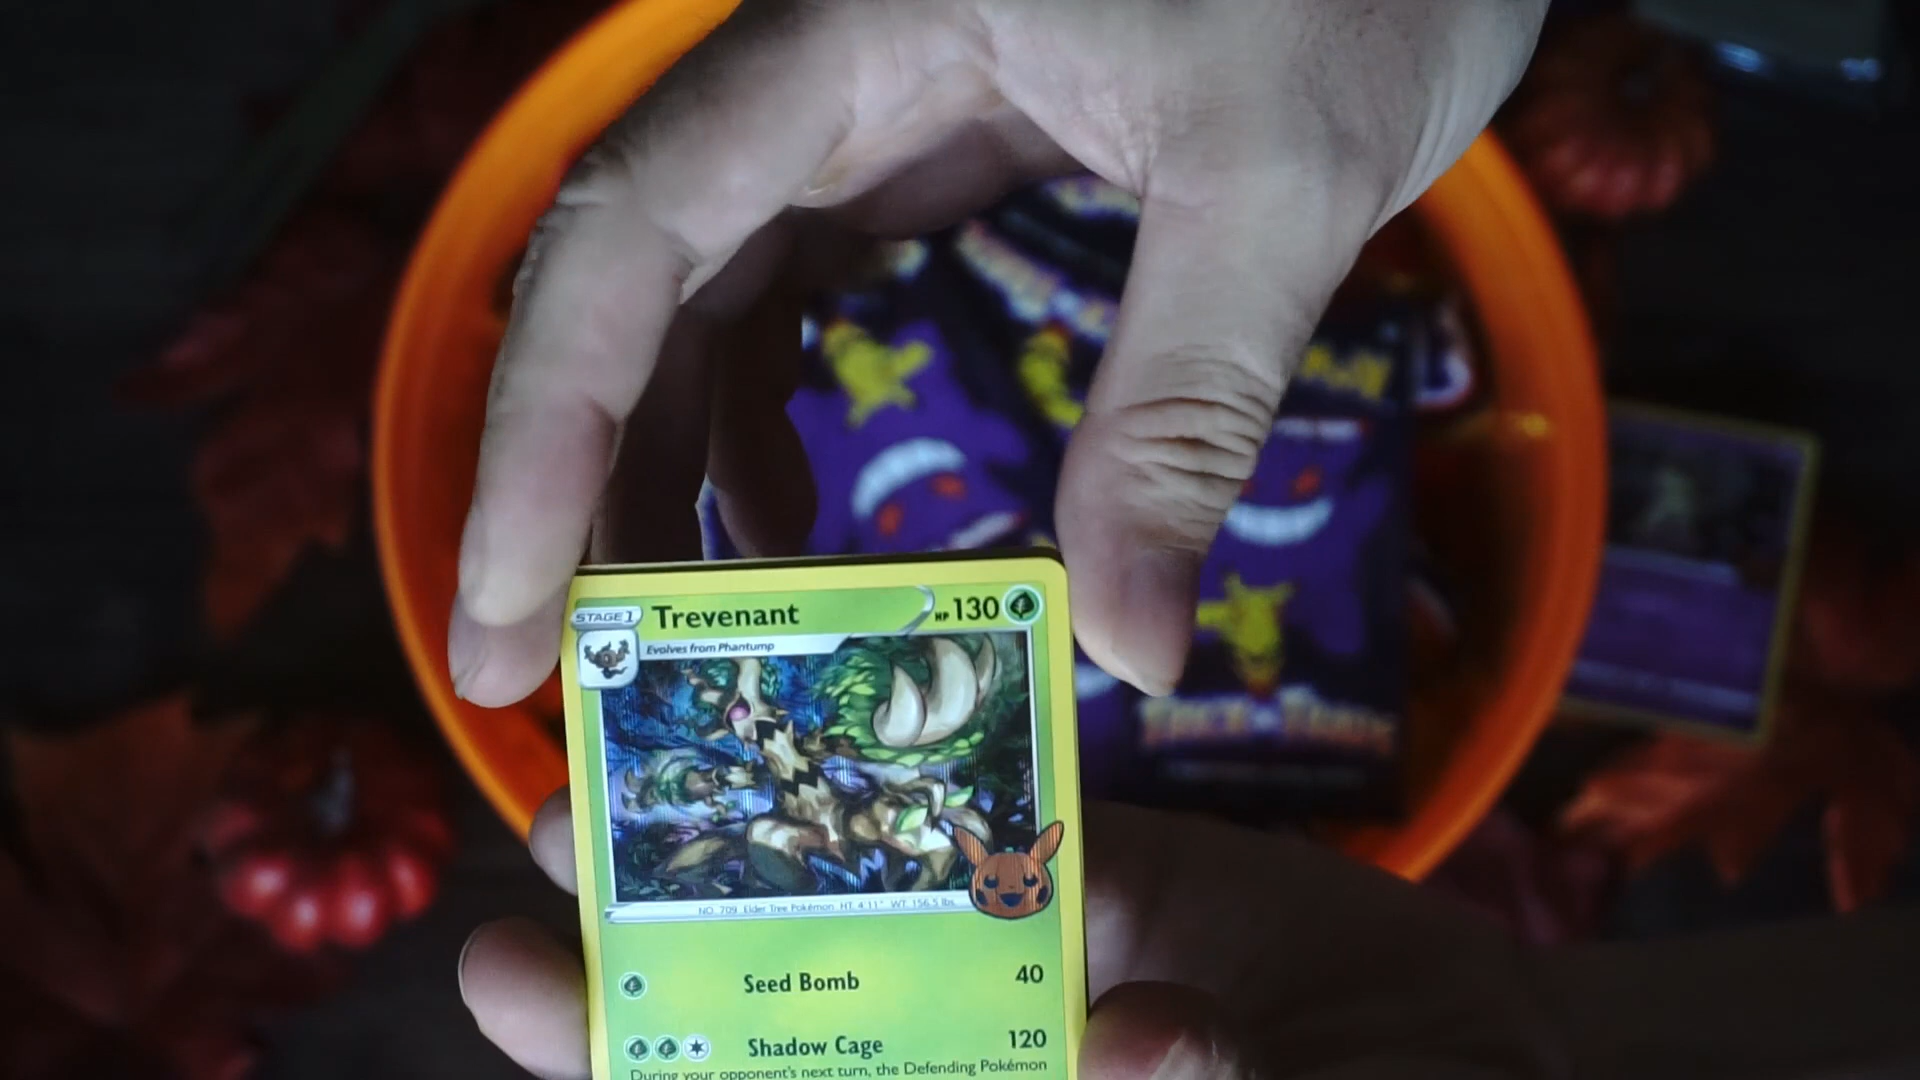 STAGE 1
Trevenant
HP 130
Evolves from Phantump
NO. 709 Elder Tree Pokémon HT: 4'11" WT: 156.5 lbs.
Seed Bomb 40
Shadow Cage 120
During your opponent's next turn, the Defending Pokémon